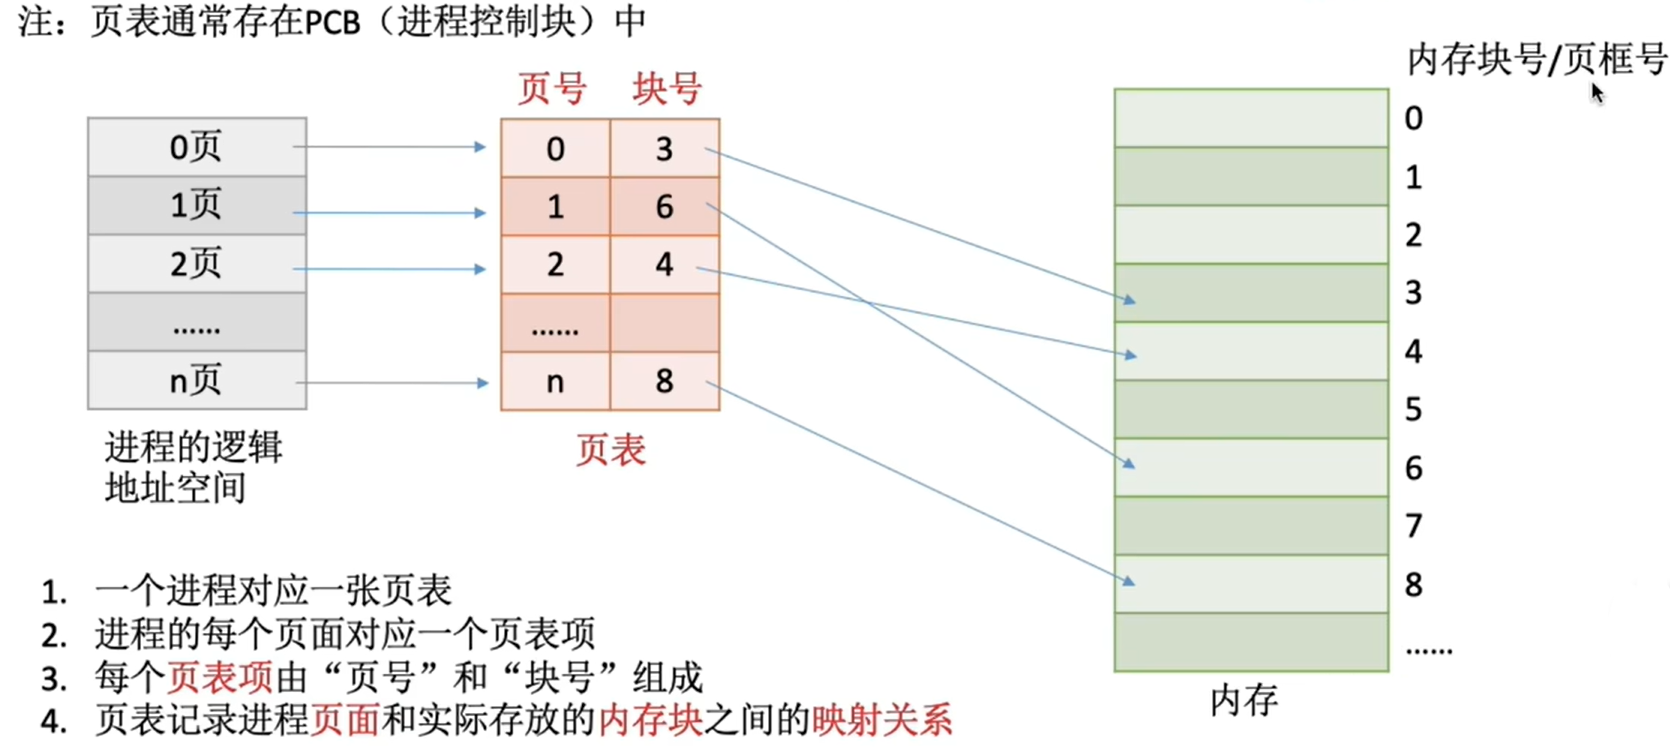 注：页表通常存在PCB（进程控制块）中
内存块号/页框号
页号 块号
0页
1页
2页
......
n页
进程的逻辑
地址空间
0 3
1 6
2 4
......
n 8
页表
0
1
2
3
4
5
6
7
8
......
内存
1. 一个进程对应一张页表
2. 进程的每个页面对应一个页表项
3. 每个页表项由“页号”和“块号”组成
4. 页表记录进程页面和实际存放的内存块之间的映射关系